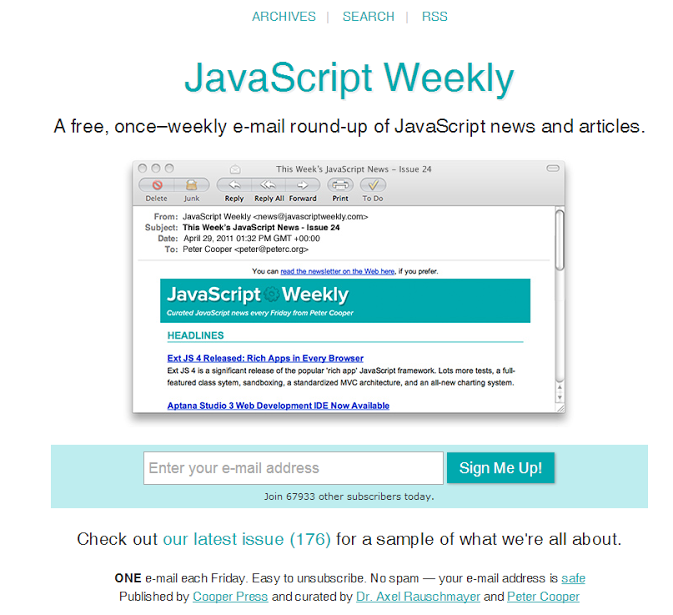 ARCHIVES | SEARCH | RSS
JavaScript Weekly
A free, once–weekly e-mail round-up of JavaScript news and articles.
This Week's JavaScript News – Issue 24
Delete Junk Reply Reply All Forward Print To Do
From: JavaScript Weekly <news@javascriptweekly.com>
Subject: This Week's JavaScript News - Issue 24
Date: April 29, 2011 01:32 PM GMT +00:00
To: Peter Cooper <peter@peterc.org>
You can read the newsletter on the Web here, if you prefer.
JavaScript Weekly
Curated JavaScript news every Friday from Peter Cooper
HEADLINES
Ext JS 4 Released: Rich Apps in Every Browser
Ext JS 4 is a significant release of the popular 'rich app' JavaScript framework. Lots more tests, a full-
featured class sytem, sandboxing, a standardized MVC architecture, and an all-new charting system.
Aptana Studio 3 Web Development IDE Now Available
Enter your e-mail address Sign Me Up!
Join 67933 other subscribers today.
Check out our latest issue (176) for a sample of what we're all about.
ONE e-mail each Friday. Easy to unsubscribe. No spam — your e-mail address is safe
Published by Cooper Press and curated by Dr. Axel Rauschmayer and Peter Cooper